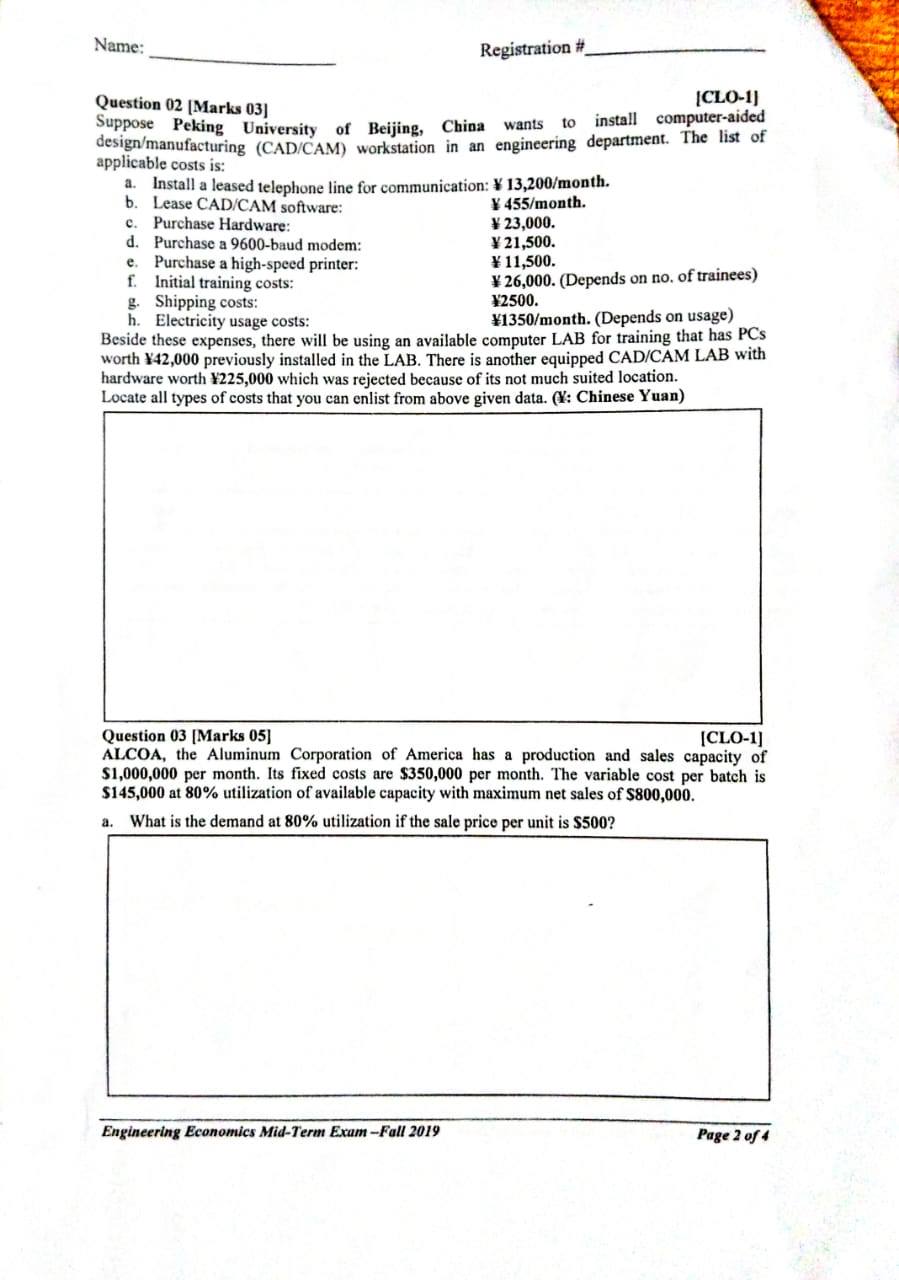 Name: ____________ Registration #____________
Question 02 [Marks 03] [CLO-1]
Suppose Peking University of Beijing, China wants to install computer-aided
design/manufacturing (CAD/CAM) workstation in an engineering department. The list of
applicable costs is:
a. Install a leased telephone line for communication: ¥ 13,200/month.
b. Lease CAD/CAM software: ¥ 455/month.
c. Purchase Hardware: ¥ 23,000.
d. Purchase a 9600-baud modem: ¥ 21,500.
e. Purchase a high-speed printer: ¥ 11,500.
f. Initial training costs: ¥ 26,000. (Depends on no. of trainees)
g. Shipping costs: ¥2500.
h. Electricity usage costs: ¥1350/month. (Depends on usage)
Beside these expenses, there will be using an available computer LAB for training that has PCs
worth ¥42,000 previously installed in the LAB. There is another equipped CAD/CAM LAB with
hardware worth ¥225,000 which was rejected because of its not much suited location.
Locate all types of costs that you can enlist from above given data. (¥: Chinese Yuan)
Question 03 [Marks 05] [CLO-1]
ALCOA, the Aluminum Corporation of America has a production and sales capacity of
$1,000,000 per month. Its fixed costs are $350,000 per month. The variable cost per batch is
$145,000 at 80% utilization of available capacity with maximum net sales of $800,000.
a. What is the demand at 80% utilization if the sale price per unit is $500?
Engineering Economics Mid-Term Exam –Fall 2019 Page 2 of 4